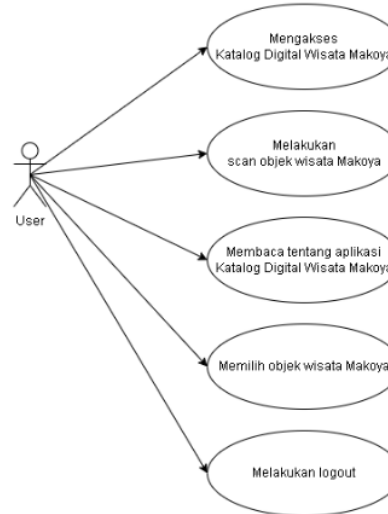 Mengakses
Katalog Digital Wisata Makoya
Melakukan
scan objek wisata Makoya
User
Membaca tentang aplikasi
Katalog Digital Wisata Makoya
Memilih objek wisata Makoya
Melakukan logout